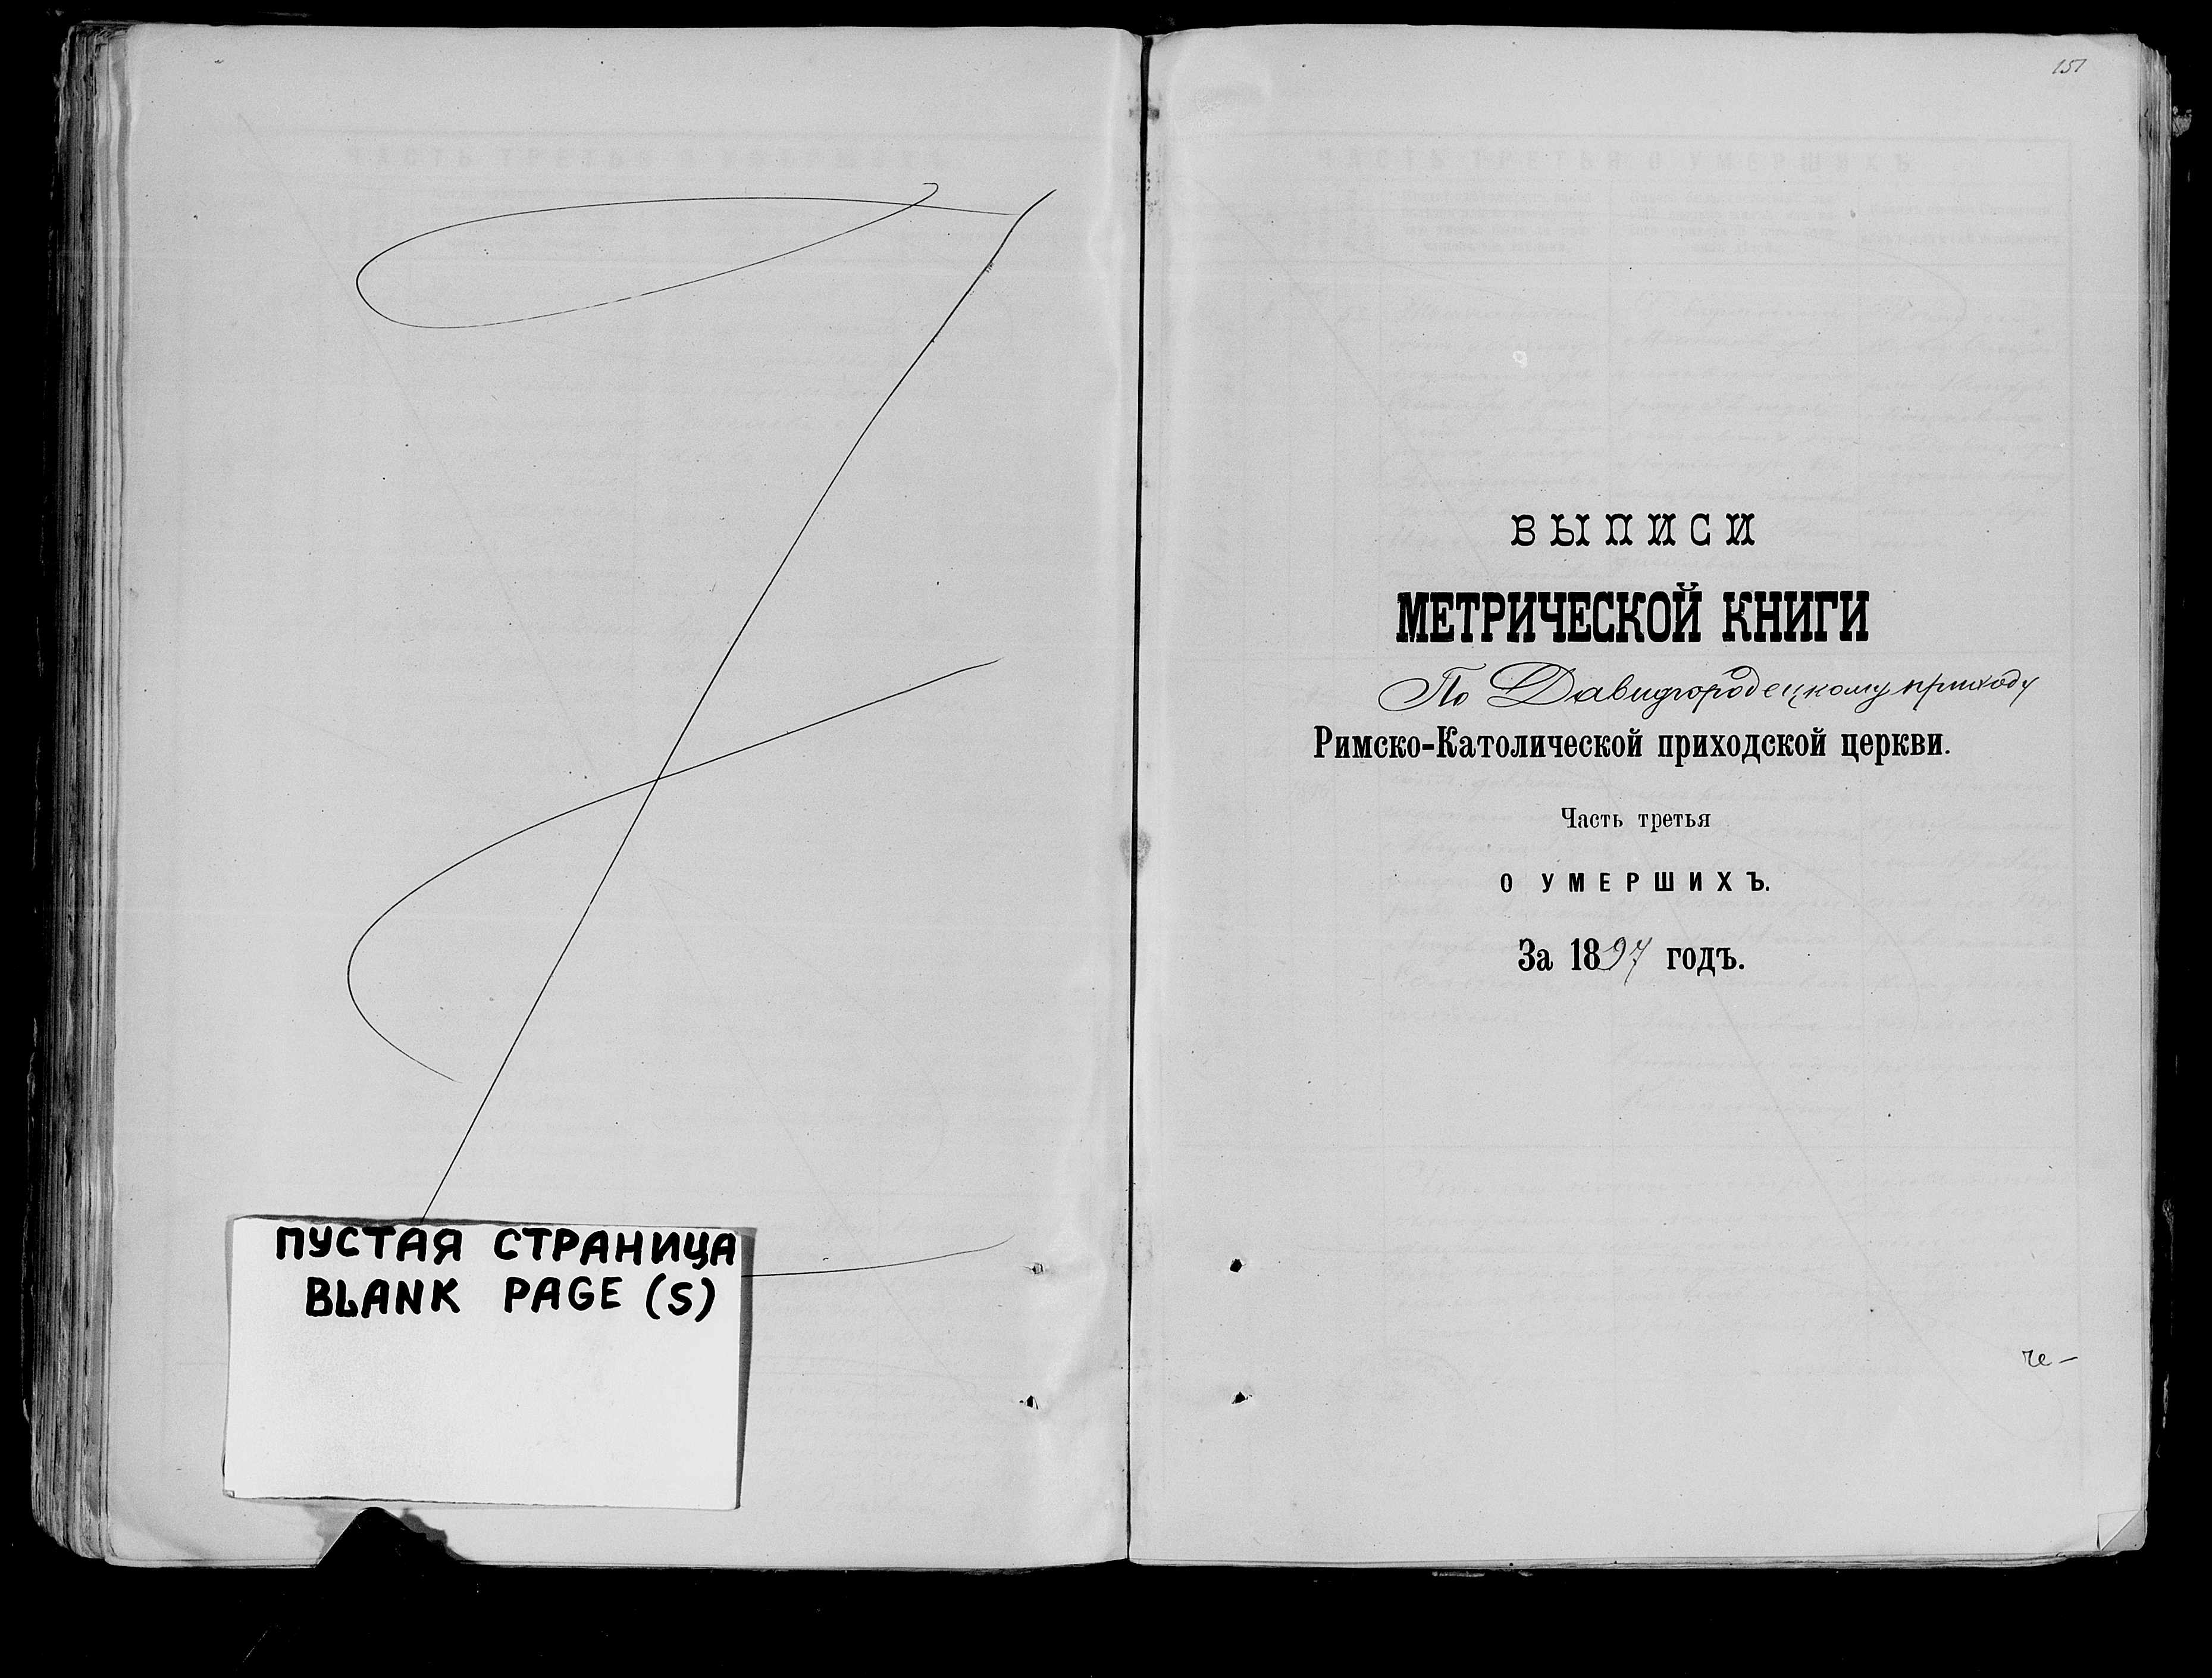 ПУСТАЯ СТРАНИЦА
BLANK PAGE (S)
151
ВЫПИСИ
МЕТРИЧЕСКОЙ КНИГИ
По Давидгородецкому приходу
Римско-Католической приходской церкви.
Часть третья
О УМЕРШИХЪ.
За 1897 годъ.
че-